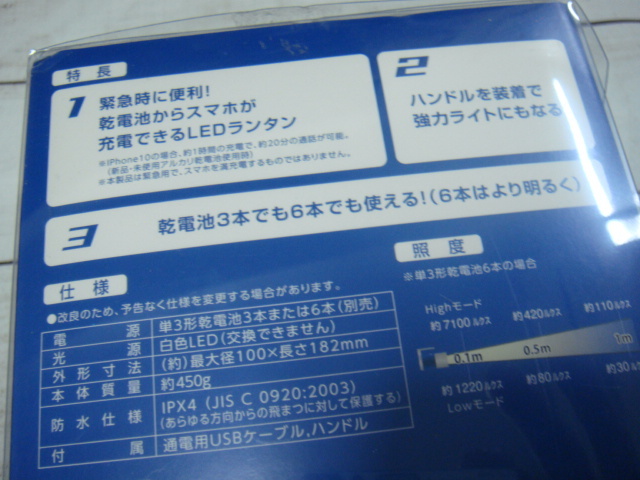 特長
1
緊急時に便利!
乾電池からスマホが
充電できるLEDランタン
※iPhone10の場合、約1時間の充電で、約20分の通話が可能。
(新品・未使用アルカリ乾電池使用時)
※本製品は緊急用で、スマホを満充電するものではありません。
2
ハンドルを装着で
強力ライトにもなる
3
乾電池3本でも6本でも使える!(6本はより明るく)
仕様
●改良のため、予告なく仕様を変更する場合があります。
電源 単3形乾電池3本または6本(別売)
光源 白色LED(交換できません)
外形寸法 (約)最大径100×長さ182mm
本体質量 約450g
防水仕様 IPX4 (JIS C 0920:2003)
(あらゆる方向からの飛まつに対して保護する)
付属 通電用USBケーブル,ハンドル
照度
※単3形乾電池6本の場合
Highモード
約7100ルクス 約420ルクス 約110ルクス
0.1m 0.5m 1m
約1220ルクス 約80ルクス 約30ルクス
Lowモード